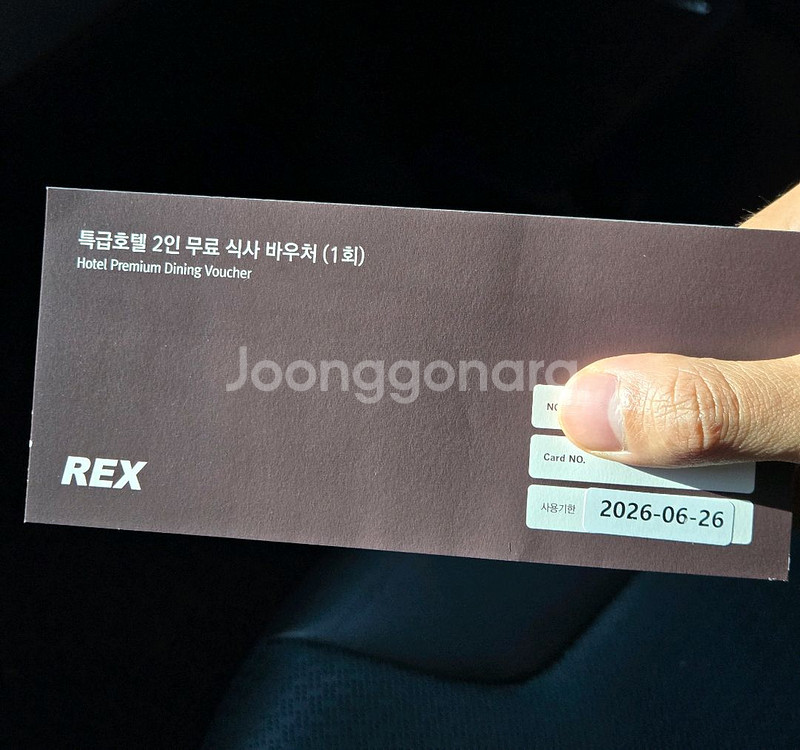 특급호텔 2인 무료 식사 바우처 (1회)
Hotel Premium Dining Voucher
Joonggonara
REX
Card NO.
사용기한 2026-06-26